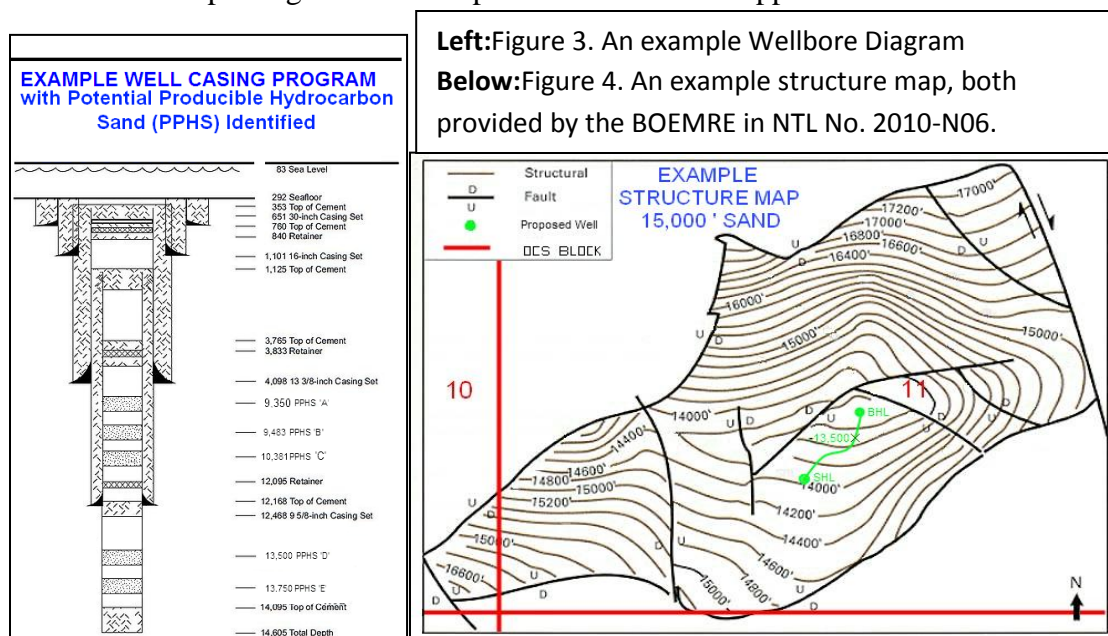 Left:Figure 3. An example Wellbore Diagram
Below:Figure 4. An example structure map, both
provided by the BOEMRE in NTL No. 2010-N06.
EXAMPLE WELL CASING PROGRAM
with Potential Producible Hydrocarbon
Sand (PPHS) Identified
83 Sea Level
292 Seafloor
353 Top of Cement
651 30-inch Casing Set
760 Top of Cement
840 Retainer
1,101 16-inch Casing Set
1,125 Top of Cement
3,765 Top of Cement
3,833 Retainer
4,098 13 3/8-inch Casing Set
9,350 PPHS 'A'
9,483 PPHS 'B'
10,381 PPHS 'C'
12,095 Retainer
12,168 Top of Cement
12,468 9 5/8-inch Casing Set
13,500 PPHS 'D'
13,750 PPHS 'E'
14,095 Top of Cement
14,605 Total Depth
Structural
D
Fault
U
Proposed Well
OCS BLOCK
EXAMPLE
STRUCTURE MAP
15,000 ' SAND
17000'
17200'
17000'
16800'
16600'
16400'
16000'
15000'
15000'
10
11
14000'
14400'
BHL
-13,500
SHL
14000'
14600'
14800'
15000'
15200'
14200'
14400'
15000'
16600'
14600'
14800'
15000'
N